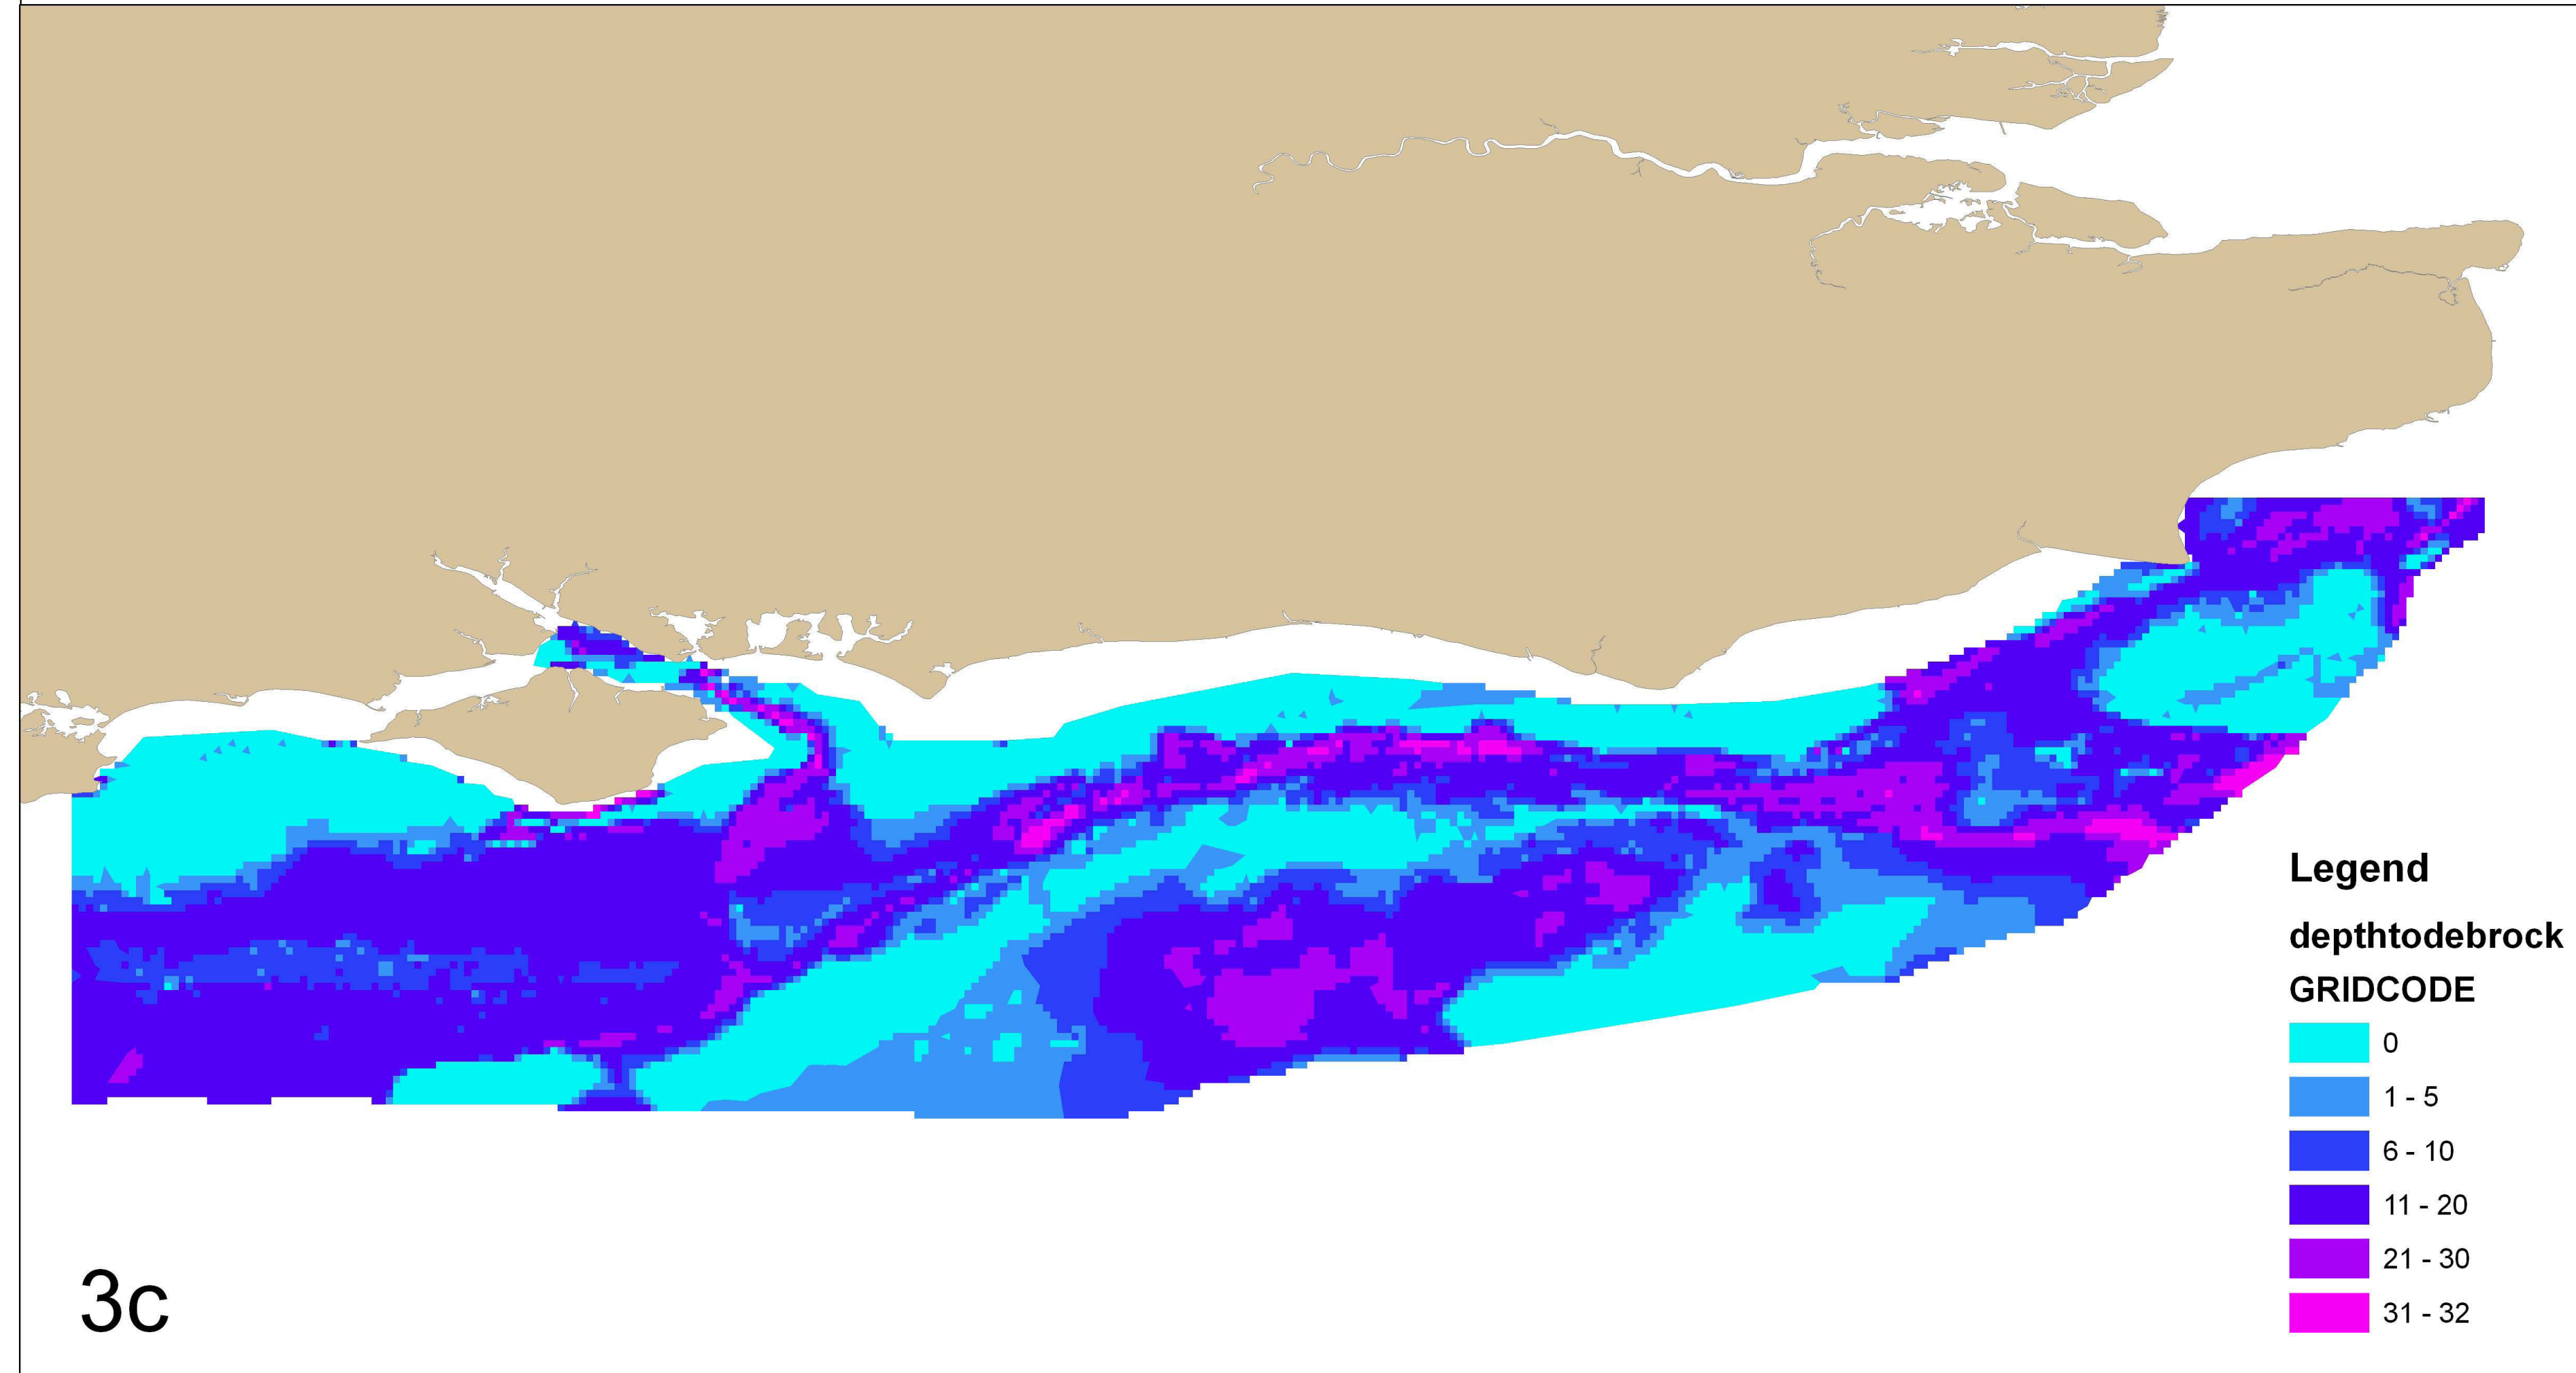 Legend
depthtodebrock
GRIDCODE
0
1 - 5
6 - 10
11 - 20
21 - 30
31 - 32
3c